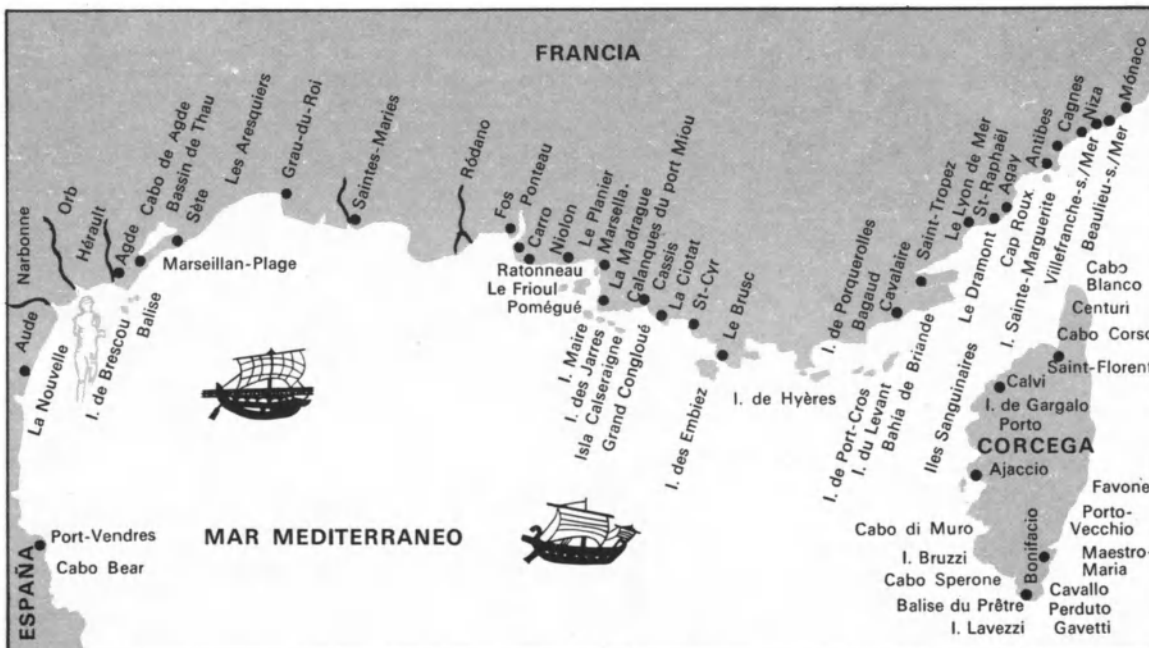 FRANCIA
Narbonne
Orb
Hérault
Agde
Cabo de Agde
Bassin de Thau
Sète
Les Aresquiers
Grau-du-Roi
Saintes-Maries
Ródano
Fos
Ponteau
Carro
Niolon
Le Planier
Marsella.
La Madrague
Calanques du port Miou
Cassis
La Ciotat
St-Cyr
Le Brusc
I. de Porquerolles
Bagaud
Cavalaire
Saint-Tropez
Le Lyon de Mer
St-Raphaël
Agay
Antibes
Cagnes
Niza
Mónaco
Aude
La Nouvelle
I. de Brescou
Balise
Marseillan-Plage
Ratonneau
Le Frioul
Pomégué
I. Maire
I. des Jarres
Isla Calseraigne
Grand Congloué
I. des Embiez
I. de Hyères
I. de Port-Cros
I. du Levant
Bahia de Briande
Le Dramont
Cap Roux
I. Sainte-Marguerite
Villefranche-s./Mer
Beaulieu-s./Mer
Iles Sanguinaires
Cabo
Blanco
Centuri
Cabo Corso
Saint-Florent
Calvi
I. de Gargalo
Porto
CORCEGA
Ajaccio
Favone
Porto-
Vecchio
Maestro-
Maria
Cabo di Muro
I. Bruzzi
Cabo Sperone
Balise du Prêtre
I. Lavezzi
Bonifacio
Cavallo
Perduto
Gavetti
MAR MEDITERRANEO
Port-Vendres
Cabo Bear
ESPAÑA